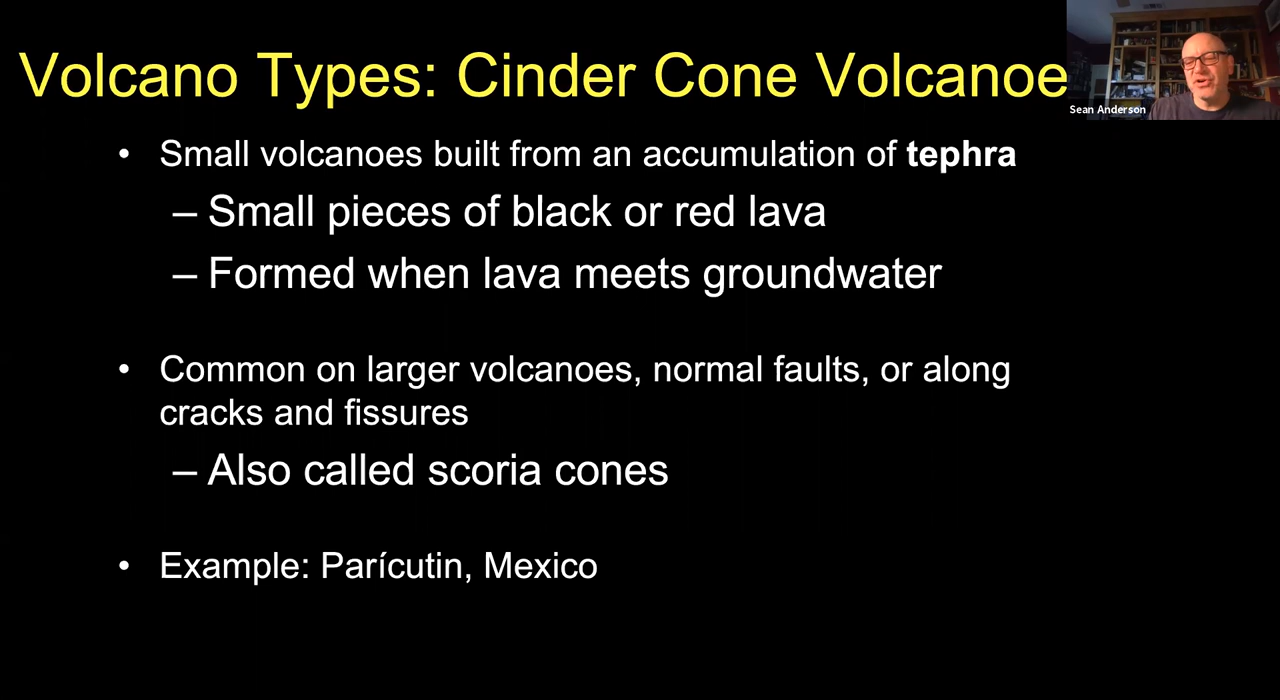 Volcano Types: Cinder Cone Volcanoe
Sean Anderson
• Small volcanoes built from an accumulation of tephra
– Small pieces of black or red lava
– Formed when lava meets groundwater
• Common on larger volcanoes, normal faults, or along
cracks and fissures
– Also called scoria cones
• Example: Parícutin, Mexico